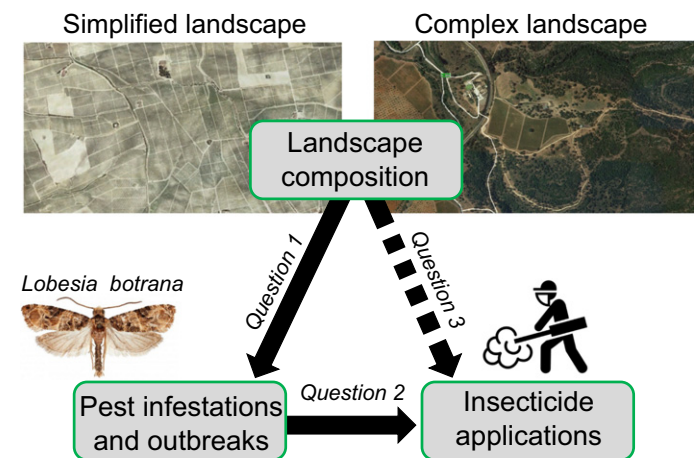 Simplified landscape
Complex landscape
Landscape
composition
Question 1
Question 3
Lobesia botrana
Question 2
Pest infestations
and outbreaks
Insecticide
applications